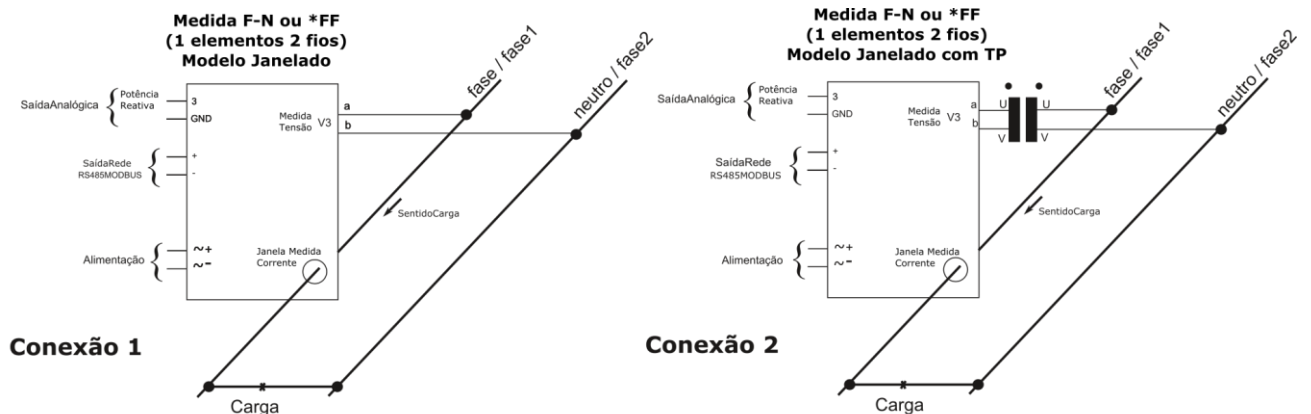 Medida F-N ou *FF
(1 elementos 2 fios)
Modelo Janelado
fase / fase1
neutro / fase2
SaídaAnalógica
Potência
Reativa
3
GND
Medida
Tensão
V3
a
b
SaídaRede
RS485MODBUS
+
-
SentidoCarga
Alimentação
~+
~-
Janela Medida
Corrente
Conexão 1
Carga
Medida F-N ou *FF
(1 elementos 2 fios)
Modelo Janelado com TP
fase / fase1
neutro / fase2
SaídaAnalógica
Potência
Reativa
3
GND
Medida
Tensão
V3
a
b
U
U
V
V
SaídaRede
RS485MODBUS
+
-
SentidoCarga
Alimentação
~+
~-
Janela Medida
Corrente
Conexão 2
Carga